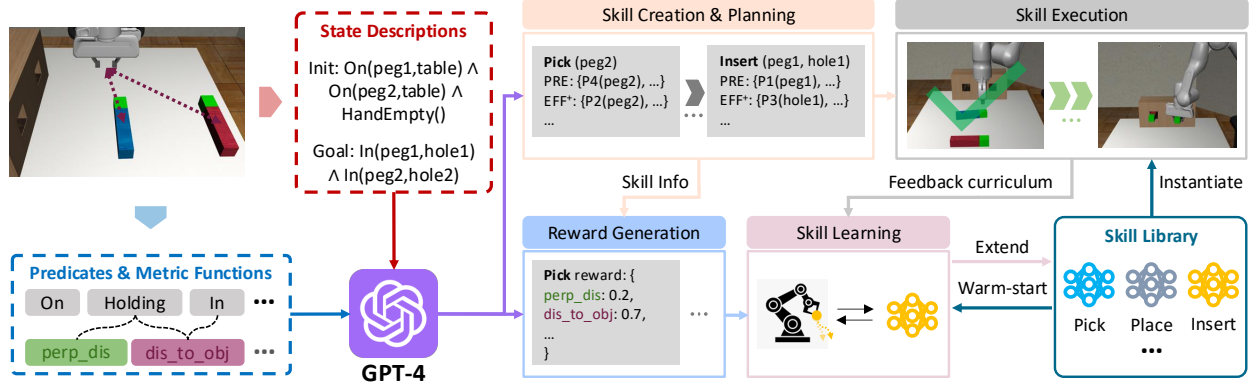 State Descriptions
Init: On(peg1,table) ∧
On(peg2,table) ∧
HandEmpty()
Goal: In(peg1,hole1)
∧ In(peg2,hole2)
Predicates & Metric Functions
On
Holding
In
•••
perp_dis
dis_to_obj
•••
GPT-4
Skill Creation & Planning
Pick (peg2)
PRE: {P4(peg2), ...}
EFF⁺: {P2(peg2), ...}
...
...
Insert (peg1, hole1)
PRE: {P1(peg1), ...}
EFF⁺: {P3(hole1), ...}
...
Skill Execution
...
Skill Info
Feedback curriculum
Instantiate
Reward Generation
Pick reward: {
perp_dis: 0.2,
dis_to_obj: 0.7,
...
}
...
Skill Learning
Extend
Warm-start
Skill Library
Pick
Place
Insert
•••